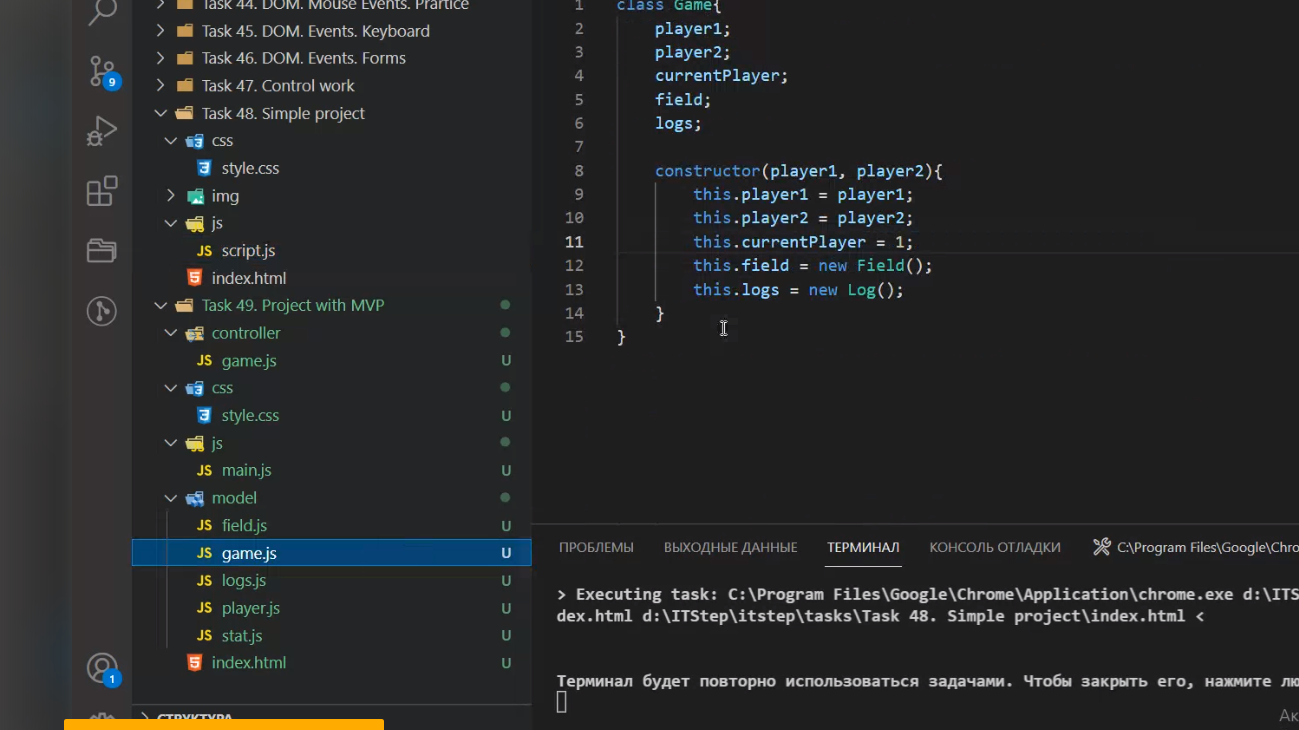 Task 44. DOM. Mouse Events. Practice
Task 45. DOM. Events. Keyboard
Task 46. DOM. Events. Forms
Task 47. Control work
Task 48. Simple project
css
style.css
img
JS js
JS script.js
index.html
Task 49. Project with MVP
controller
JS game.js U
css
style.css U
JS js
JS main.js U
model
JS field.js U
JS game.js U
JS logs.js U
JS player.js U
JS stat.js U
index.html U
СТРУКТУРА
9
1
1 class Game{
2 player1;
3 player2;
4 currentPlayer;
5 field;
6 logs;
7
8 constructor(player1, player2){
9 this.player1 = player1;
10 this.player2 = player2;
11 this.currentPlayer = 1;
12 this.field = new Field();
13 this.logs = new Log();
14 }
15 }
ПРОБЛЕМЫ ВЫХОДНЫЕ ДАННЫЕ ТЕРМИНАЛ КОНСОЛЬ ОТЛАДКИ C:\Program Files\Google\Chro
> Executing task: C:\Program Files\Google\Chrome\Application\chrome.exe d:\ITS
dex.html d:\ITStep\itstep\tasks\Task 48. Simple project\index.html <
Терминал будет повторно использоваться задачами. Чтобы закрыть его, нажмите лю
Ак